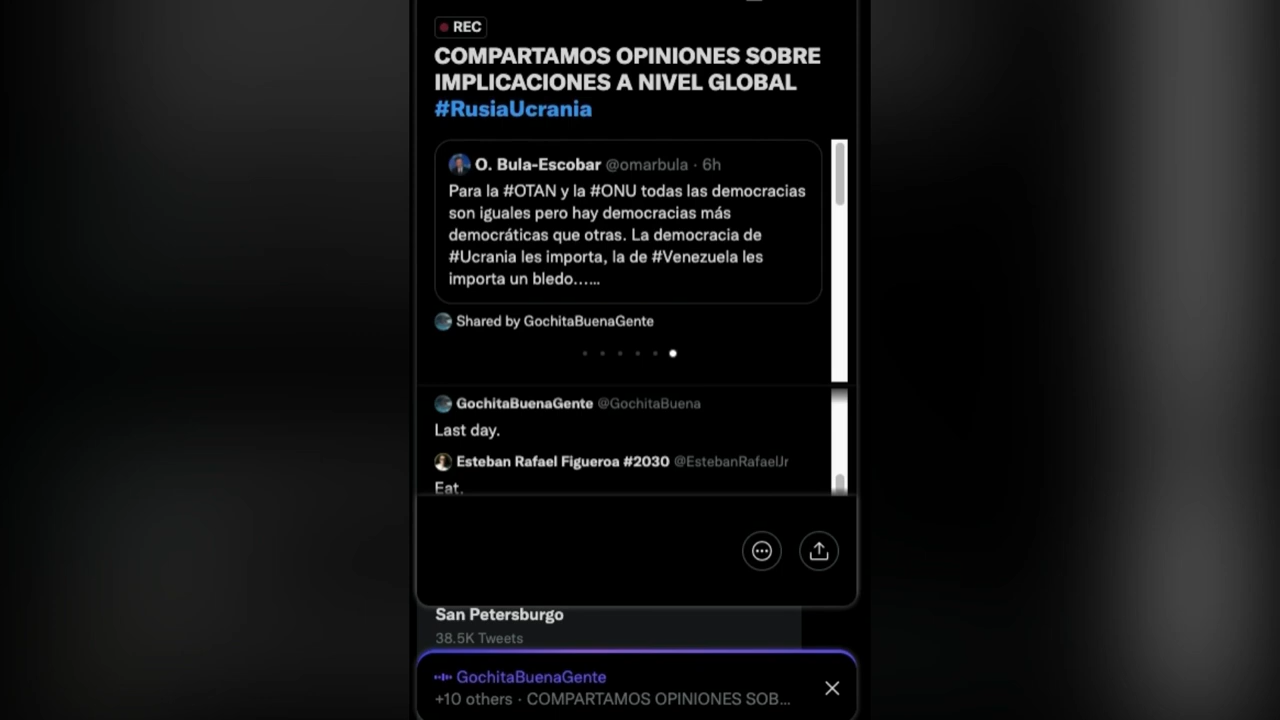 REC
COMPARTAMOS OPINIONES SOBRE
IMPLICACIONES A NIVEL GLOBAL
#RusiaUcrania
O. Bula-Escobar @omarbula · 6h
Para la #OTAN y la #ONU todas las democracias
son iguales pero hay democracias más
democráticas que otras. La democracia de
#Ucrania les importa, la de #Venezuela les
importa un bledo......
Shared by GochitaBuenaGente
GochitaBuenaGente @GochitaBuena
Last day.
Esteban Rafael Figueroa #2030 @EstebanRafaelJr
Eat.
San Petersburgo
38.5K Tweets
GochitaBuenaGente
+10 others · COMPARTAMOS OPINIONES SOB...